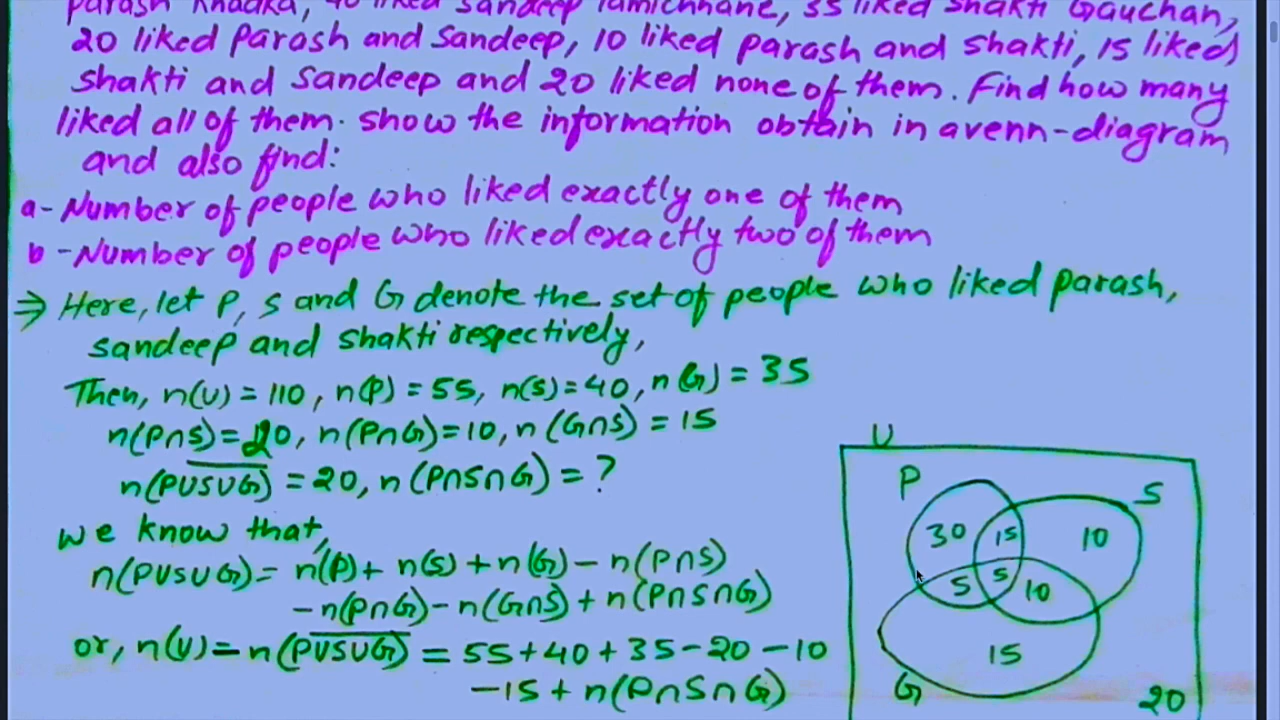 parash Khadka, 40 liked Sandeep lamichhane, 35 liked Shakti Gauchan,
20 liked Parash and Sandeep, 10 liked parash and shakti, 15 liked
shakti and Sandeep and 20 liked none of them. Find how many
liked all of them. show the information obtain in avenn-diagram
and also find:
a- Number of people who liked exactly one of them
b - Number of people who liked exactly two of them
⇒ Here, let P, S and G denote the set of people who liked parash,
sandeep and shakti respectively,
Then, n(U) = 110, n(P) = 55, n(S) = 40, n(G) = 35
n(P∩S) = 20, n(P∩G) = 10, n(G∩S) = 15
n(P̅U̅S̅U̅G̅) = 20, n(P∩S∩G) = ?
we know that,
n(PUSUG) = n(P) + n(S) + n(G) - n(P∩S)
- n(P∩G) - n(G∩S) + n(P∩S∩G)
or, n(U) - n(P̅U̅S̅U̅G̅) = 55 + 40 + 35 - 20 - 10
- 15 + n(P∩S∩G)
U
P
S
30 15 10
5 5 10
15
G
20